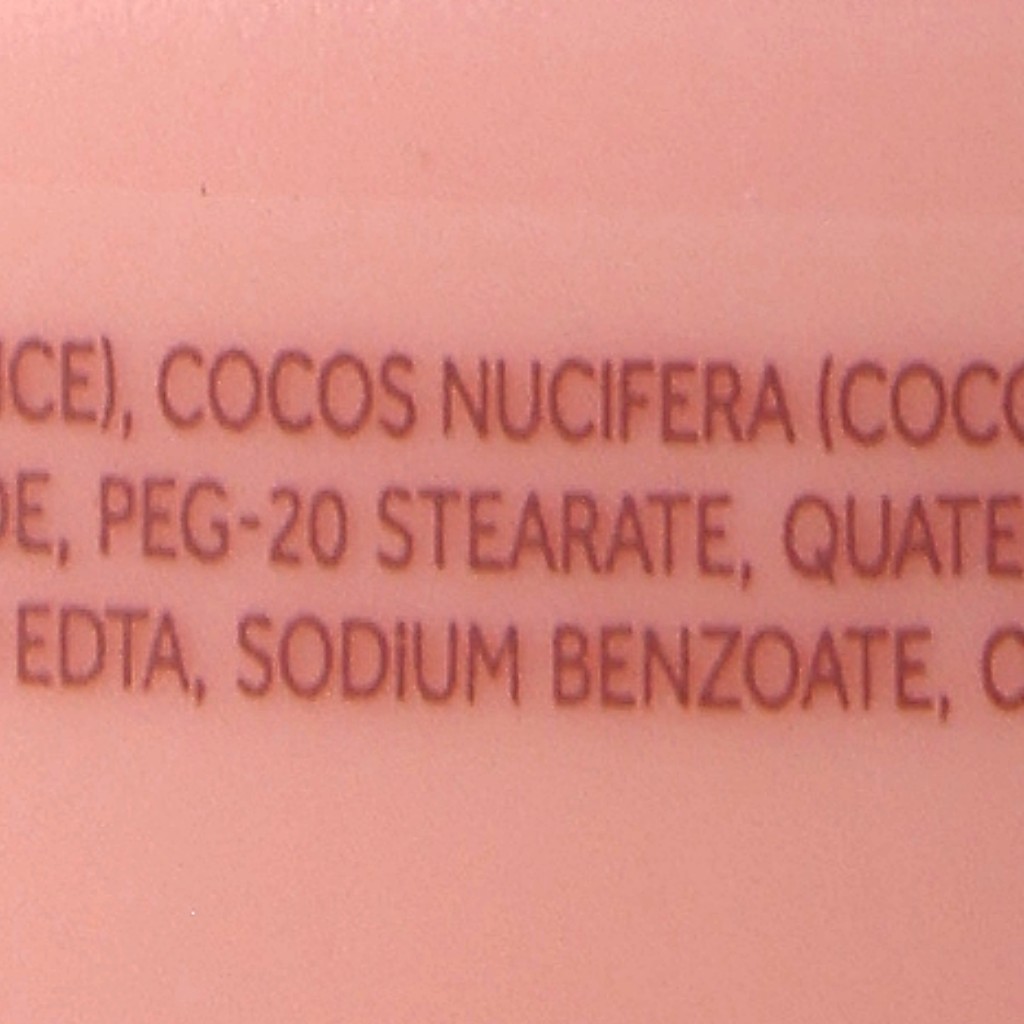 ICE), COCOS NUCIFERA (COCO
DE, PEG-20 STEARATE, QUATE
EDTA, SODIUM BENZOATE,